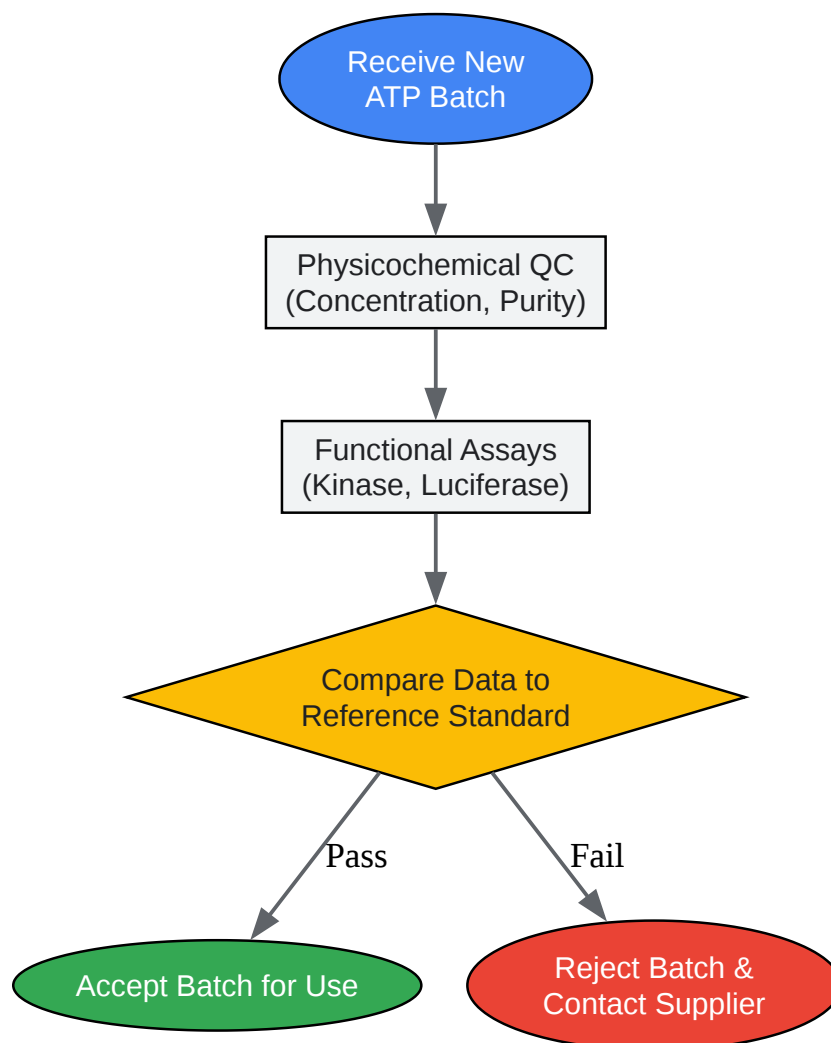 Receive New
ATP Batch
Physicochemical QC
(Concentration, Purity)
Functional Assays
(Kinase, Luciferase)
Compare Data to
Reference Standard
Pass
Fail
Accept Batch for Use
Reject Batch &
Contact Supplier